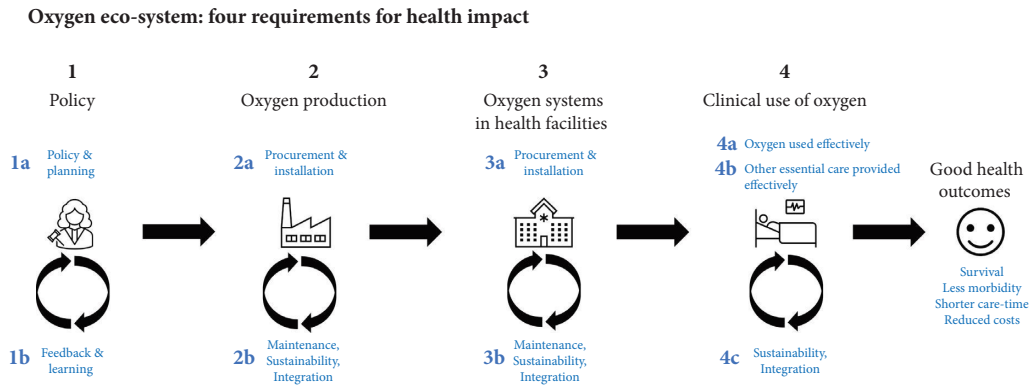 Oxygen eco-system: four requirements for health impact
1
Policy
1a Policy &
planning
1b Feedback &
learning
2
Oxygen production
2a Procurement &
installation
2b Maintenance,
Sustainability,
Integration
3
Oxygen systems
in health facilities
3a Procurement &
installation
3b Maintenance,
Sustainability,
Integration
4
Clinical use of oxygen
4a Oxygen used effectively
4b Other essential care provided
effectively
4c Sustainability,
Integration
Good health
outcomes
Survival
Less morbidity
Shorter care-time
Reduced costs